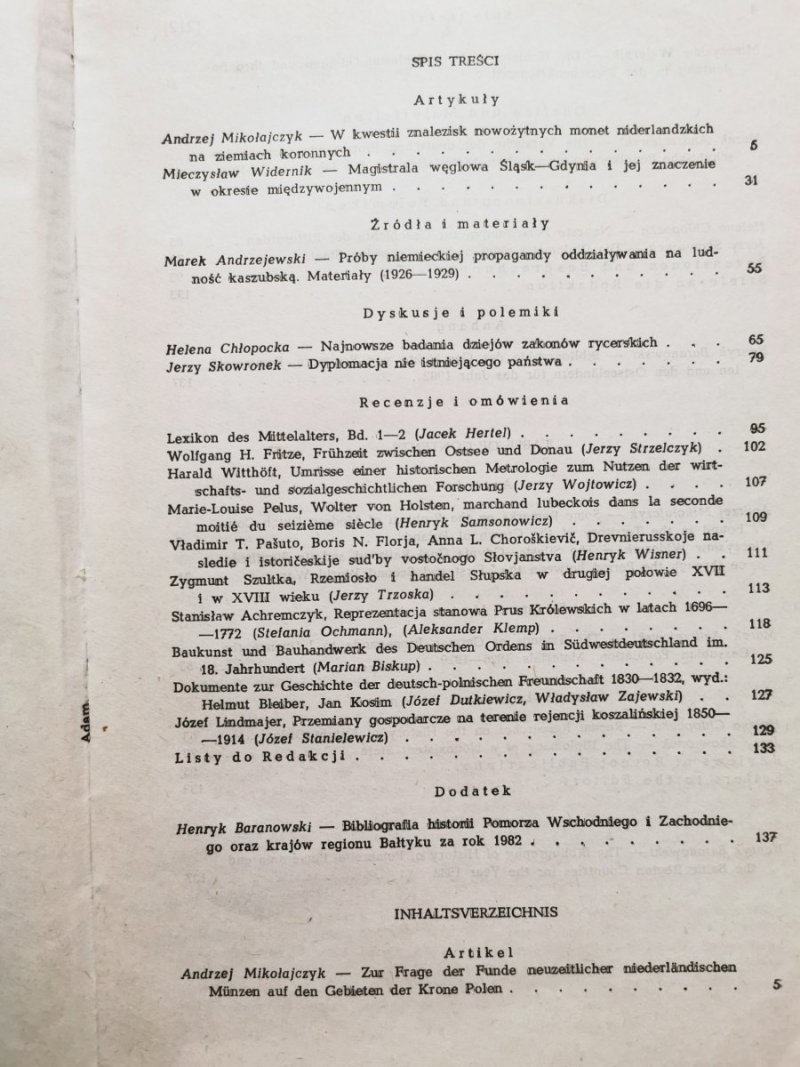 SPIS TREŚCI
Artykuły
Andrzej Mikołajczyk — W kwestii znalezisk nowożytnych monet niderlandzkich
na ziemiach koronnych . . . . . . . . . . . . . . 5
Mieczysław Widernik — Magistrala węglowa Śląsk—Gdynia i jej znaczenie
w okresie międzywojennym . . . . . . . . . . . . . 31
Źródła i materiały
Marek Andrzejewski — Próby niemieckiej propagandy oddziaływania na lud-
ność kaszubską. Materiały (1926—1929) . . . . . . . . . . 55
Dyskusje i polemiki
Helena Chłopocka — Najnowsze badania dziejów zakonów rycerskich . . . 65
Jerzy Skowronek — Dyplomacja nie istniejącego państwa . . . . . . . 79
Recenzje i omówienia
Lexikon des Mittelalters, Bd. 1—2 (Jacek Hertel) . . . . . . . . . 95
Wolfgang H. Fritze, Frühzeit zwischen Ostsee und Donau (Jerzy Strzelczyk) . 102
Harald Witthöft, Umrisse einer historischen Metrologie zum Nutzen der wirt-
schafts- und sozialgeschichtlichen Forschung (Jerzy Wojtowicz) . . . . 107
Marie-Louise Pelus, Wolter von Holsten, marchand lubeckois dans la seconde
moitié du seizième siècle (Henryk Samsonowicz) . . . . . . . 109
Vladimir T. Pašuto, Boris N. Florja, Anna L. Choroškievič, Drevnierusskoje na-
sledie i istoričeskije sud'by vostočnogo Slovjanstva (Henryk Wisner) . . 111
Zygmunt Szultka, Rzemiosło i handel Słupska w drugiej połowie XVII
i w XVIII wieku (Jerzy Trzoska) . . . . . . . . . . . 113
Stanisław Achremczyk, Reprezentacja stanowa Prus Królewskich w latach 1696—
—1772 (Stefania Ochmann), (Aleksander Klemp) . . . . . . . . 118
Baukunst und Bauhandwerk des Deutschen Ordens in Südwestdeutschland im.
18. Jahrhundert (Marian Biskup) . . . . . . . . . . . . 125
Dokumente zur Geschichte der deutsch-polnischen Freundschaft 1830—1832, wyd.:
Helmut Bleiber, Jan Kosim (Józef Dutkiewicz, Władysław Zajewski) . . 127
Józef Lindmajer, Przemiany gospodarcze na terenie rejencji koszalińskiej 1850—
—1914 (Józef Stanielewicz) . . . . . . . . . . . . . 129
Listy do Redakcji . . . . . . . . . . . . . . . 133
Dodatek
Henryk Baranowski — Bibliografia historii Pomorza Wschodniego i Zachodnie-
go oraz krajów regionu Bałtyku za rok 1982 . . . . . . . . . 137
INHALTSVERZEICHNIS
Artikel
Andrzej Mikołajczyk — Zur Frage der Funde neuzeitlicher niederländischen
Münzen auf den Gebieten der Krone Polen . . . . . . . . . 5
Adam